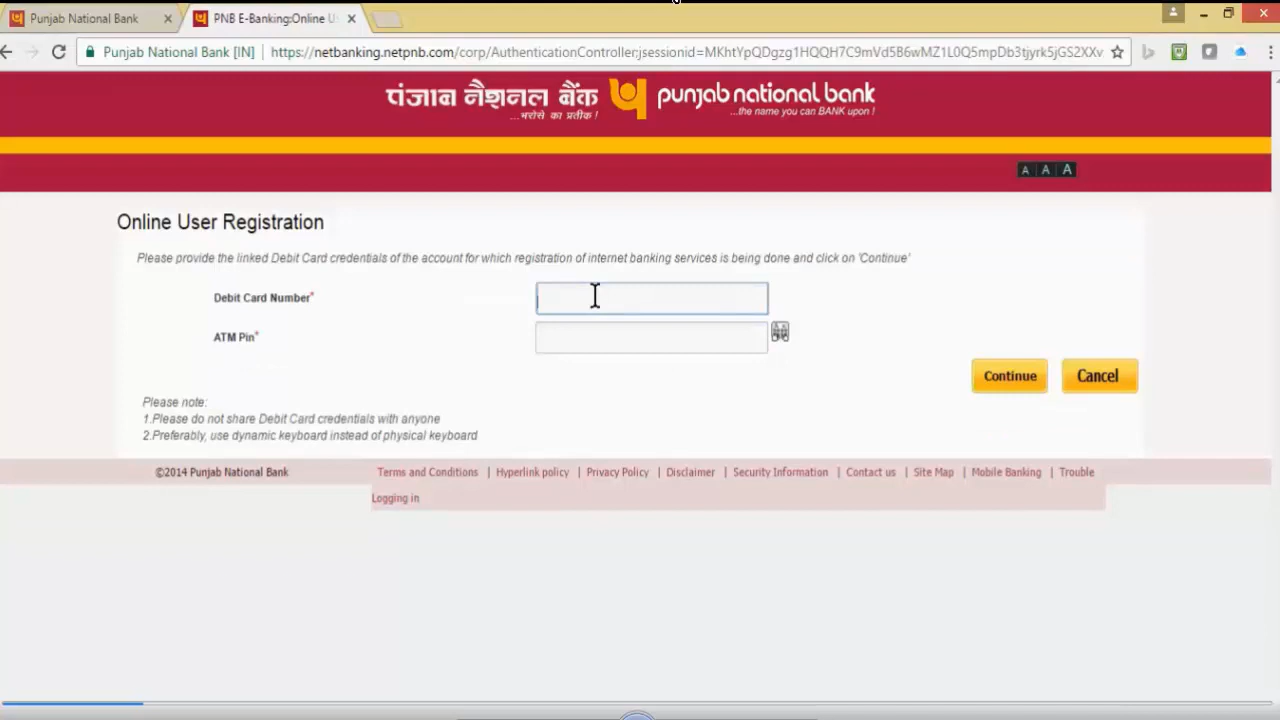 Punjab National Bank
PNB E-Banking:Online U
Punjab National Bank [IN]
https://netbanking.netpnb.com/corp/AuthenticationController;jsessionid=MKhtYpQDgzg1HQQH7C9mVd5B6wMZ1L0Q5mpDb3tjyrk5jGS2XXv
पंजाब नैशनल बैंक
...भरोसे का प्रतीक !
punjab national bank
...the name you can BANK upon !
A A A
Online User Registration
Please provide the linked Debit Card credentials of the account for which registration of internet banking services is being done and click on 'Continue'
Debit Card Number*
ATM Pin*
Continue Cancel
Please note:
1.Please do not share Debit Card credentials with anyone
2.Preferably, use dynamic keyboard instead of physical keyboard
©2014 Punjab National Bank Terms and Conditions | Hyperlink policy | Privacy Policy | Disclaimer | Security Information | Contact us | Site Map | Mobile Banking | Trouble
Logging in